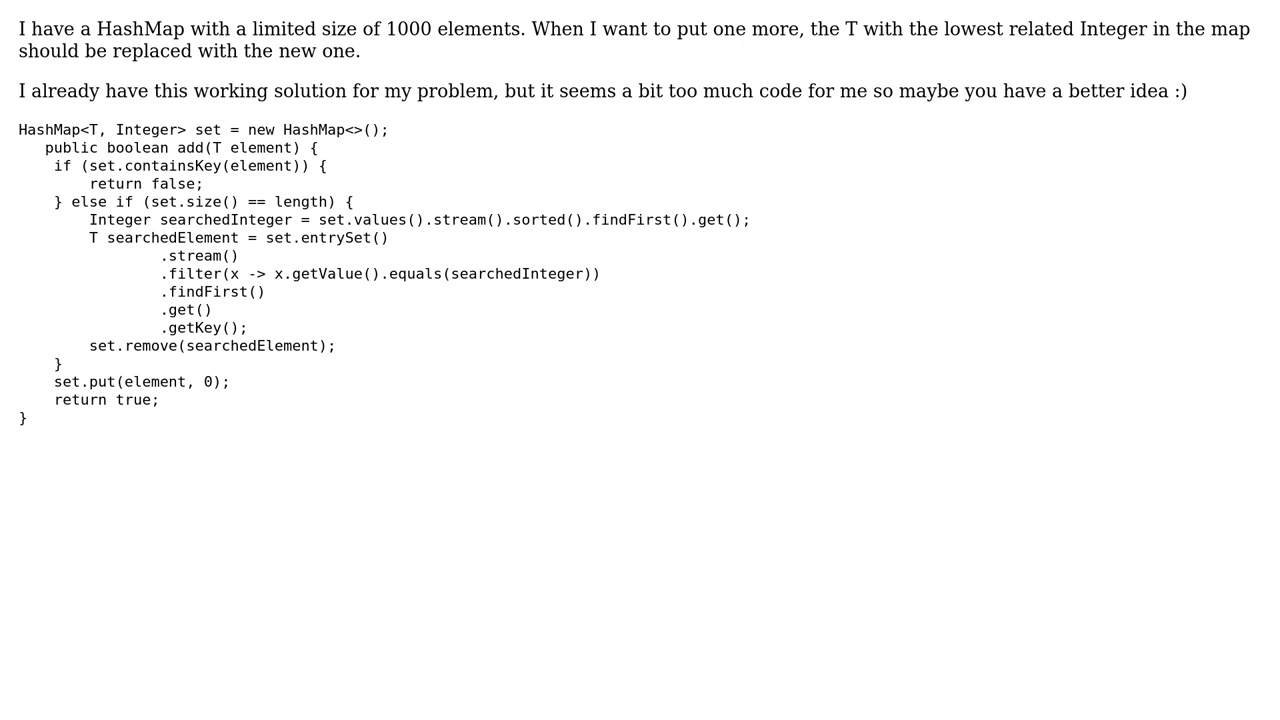 I have a HashMap with a limited size of 1000 elements. When I want to put one more, the T with the lowest related Integer in the map
should be replaced with the new one.
I already have this working solution for my problem, but it seems a bit too much code for me so maybe you have a better idea :)
HashMap<T, Integer> set = new HashMap<>();
   public boolean add(T element) {
    if (set.containsKey(element)) {
        return false;
    } else if (set.size() == length) {
        Integer searchedInteger = set.values().stream().sorted().findFirst().get();
        T searchedElement = set.entrySet()
                .stream()
                .filter(x -> x.getValue().equals(searchedInteger))
                .findFirst()
                .get()
                .getKey();
        set.remove(searchedElement);
    }
    set.put(element, 0);
    return true;
}